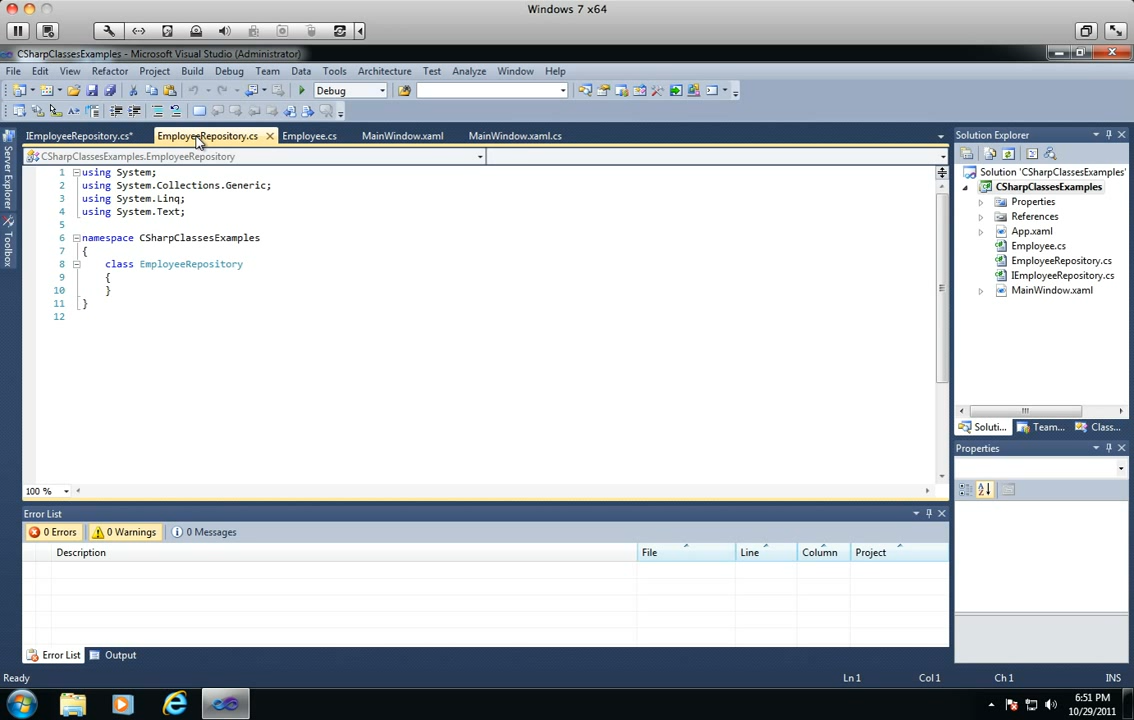 Windows 7 x64
CSharpClassesExamples - Microsoft Visual Studio (Administrator)
File Edit View Refactor Project Build Debug Team Data Tools Architecture Test Analyze Window Help
Debug
IEmployeeRepository.cs* EmployeeRepository.cs Employee.cs MainWindow.xaml MainWindow.xaml.cs
CSharpClassesExamples.EmployeeRepository
1 using System;
2 using System.Collections.Generic;
3 using System.Linq;
4 using System.Text;
5
6 namespace CSharpClassesExamples
7 {
8 class EmployeeRepository
9 {
10 }
11 }
12
100 %
Server Explorer
Toolbox
Solution Explorer
Solution 'CSharpClassesExamples'
CSharpClassesExamples
Properties
References
App.xaml
Employee.cs
EmployeeRepository.cs
IEmployeeRepository.cs
MainWindow.xaml
Soluti... Team... Class...
Properties
Error List
0 Errors 0 Warnings 0 Messages
Description File Line Column Project
Error List Output
Ready Ln 1 Col 1 Ch 1 INS
6:51 PM
10/29/2011